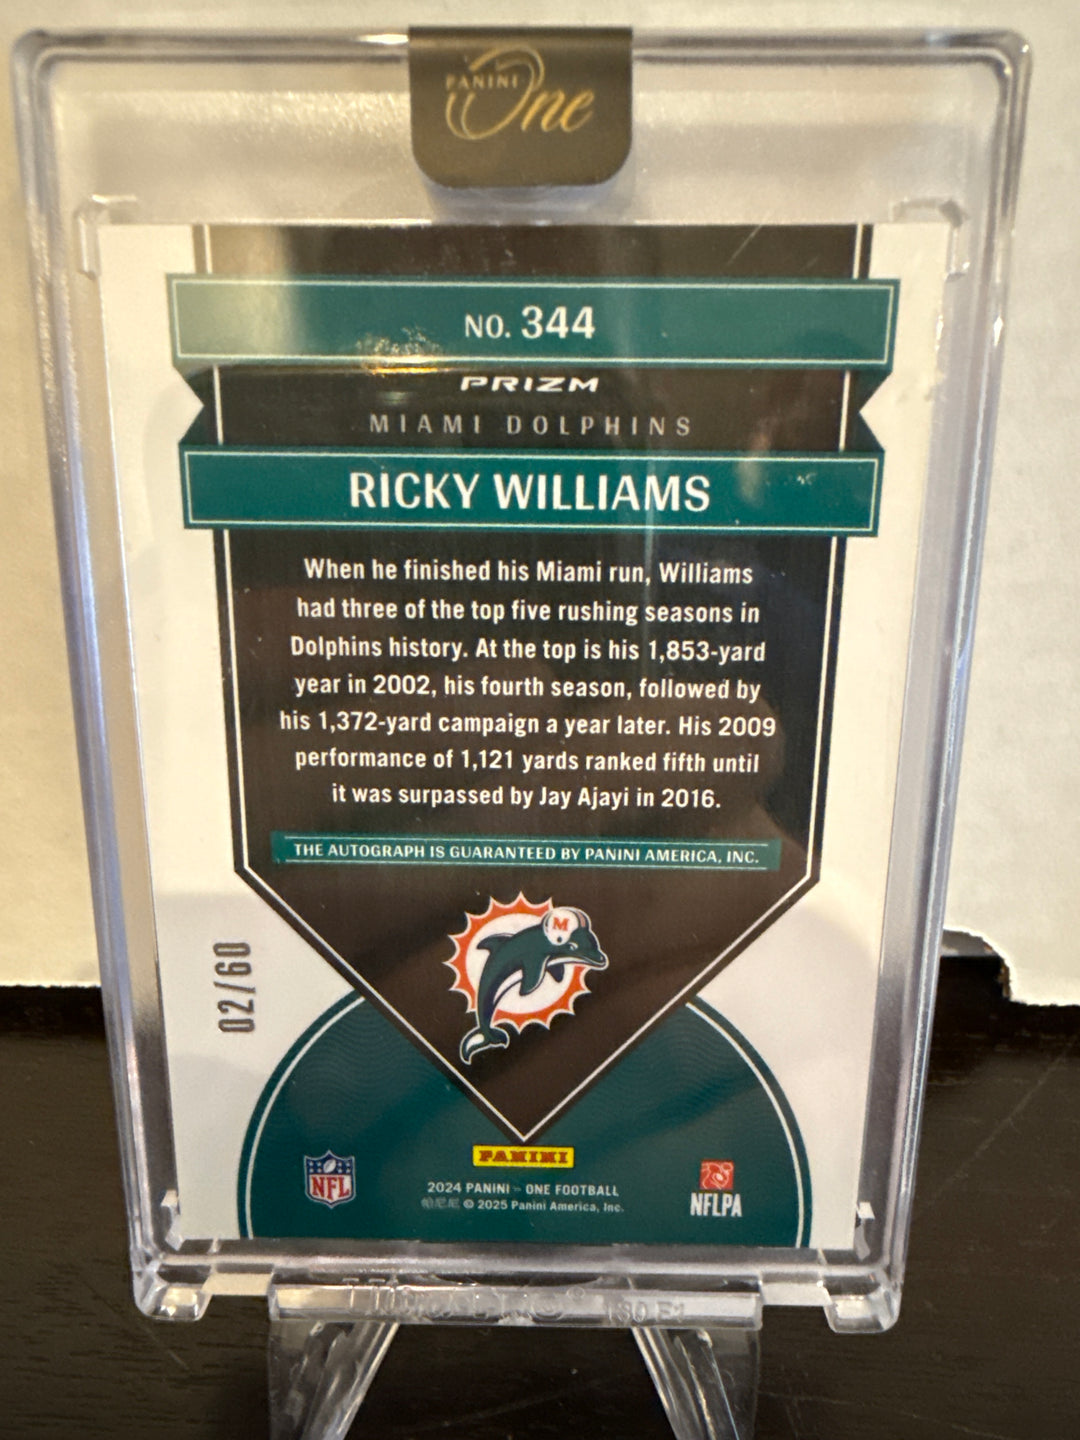 PANINI
One
NO. 344
PRIZM
MIAMI DOLPHINS
RICKY WILLIAMS
When he finished his Miami run, Williams
had three of the top five rushing seasons in
Dolphins history. At the top is his 1,853-yard
year in 2002, his fourth season, followed by
his 1,372-yard campaign a year later. His 2009
performance of 1,121 yards ranked fifth until
it was surpassed by Jay Ajayi in 2016.
THE AUTOGRAPH IS GUARANTEED BY PANINI AMERICA, INC.
M
02/60
PANINI
NFL
2024 PANINI – ONE FOOTBALL
© 2025 Panini America, Inc.
NFLPA